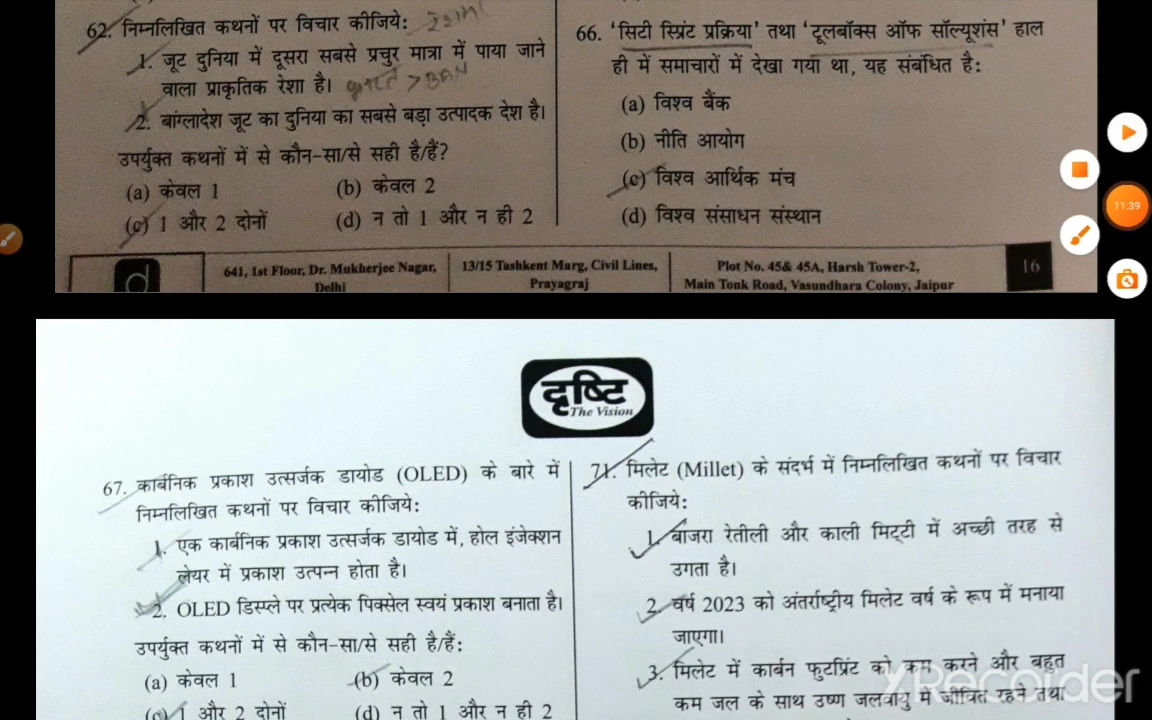 62. निम्नलिखित कथनों पर विचार कीजिये:
1. जूट दुनिया में दूसरा सबसे प्रचुर मात्रा में पाया जाने
वाला प्राकृतिक रेशा है। भारत > BAN
2. बांग्लादेश जूट का दुनिया का सबसे बड़ा उत्पादक देश है।
उपर्युक्त कथनों में से कौन-सा/से सही है/हैं?
(a) केवल 1 (b) केवल 2
(c) 1 और 2 दोनों (d) न तो 1 और न ही 2
66. 'सिटी स्प्रिंट प्रक्रिया' तथा 'टूलबॉक्स ऑफ सॉल्यूशंस' हाल
ही में समाचारों में देखा गया था, यह संबंधित है:
(a) विश्व बैंक
(b) नीति आयोग
(c) विश्व आर्थिक मंच
(d) विश्व संसाधन संस्थान
11:39
d
641, 1st Floor, Dr. Mukherjee Nagar,
Delhi
13/15 Tashkent Marg, Civil Lines,
Prayagraj
Plot No. 45& 45A, Harsh Tower-2,
Main Tonk Road, Vasundhara Colony, Jaipur
16
दृष्टि
The Vision
67. कार्बनिक प्रकाश उत्सर्जक डायोड (OLED) के बारे में
निम्नलिखित कथनों पर विचार कीजिये:
1. एक कार्बनिक प्रकाश उत्सर्जक डायोड में, होल इंजेक्शन
लेयर में प्रकाश उत्पन्न होता है।
2. OLED डिस्प्ले पर प्रत्येक पिक्सेल स्वयं प्रकाश बनाता है।
उपर्युक्त कथनों में से कौन-सा/से सही है/हैं:
(a) केवल 1 (b) केवल 2
(c) 1 और 2 दोनों (d) न तो 1 और न ही 2
71. मिलेट (Millet) के संदर्भ में निम्नलिखित कथनों पर विचार
कीजिये:
1. बाजरा रेतीली और काली मिट्टी में अच्छी तरह से
उगता है।
2. वर्ष 2023 को अंतर्राष्ट्रीय मिलेट वर्ष के रूप में मनाया
जाएगा।
3. मिलेट में कार्बन फुटप्रिंट को कम करने और बहुत
कम जल के साथ उष्ण जलवायु में जीवित रहने तथा
XRecorder